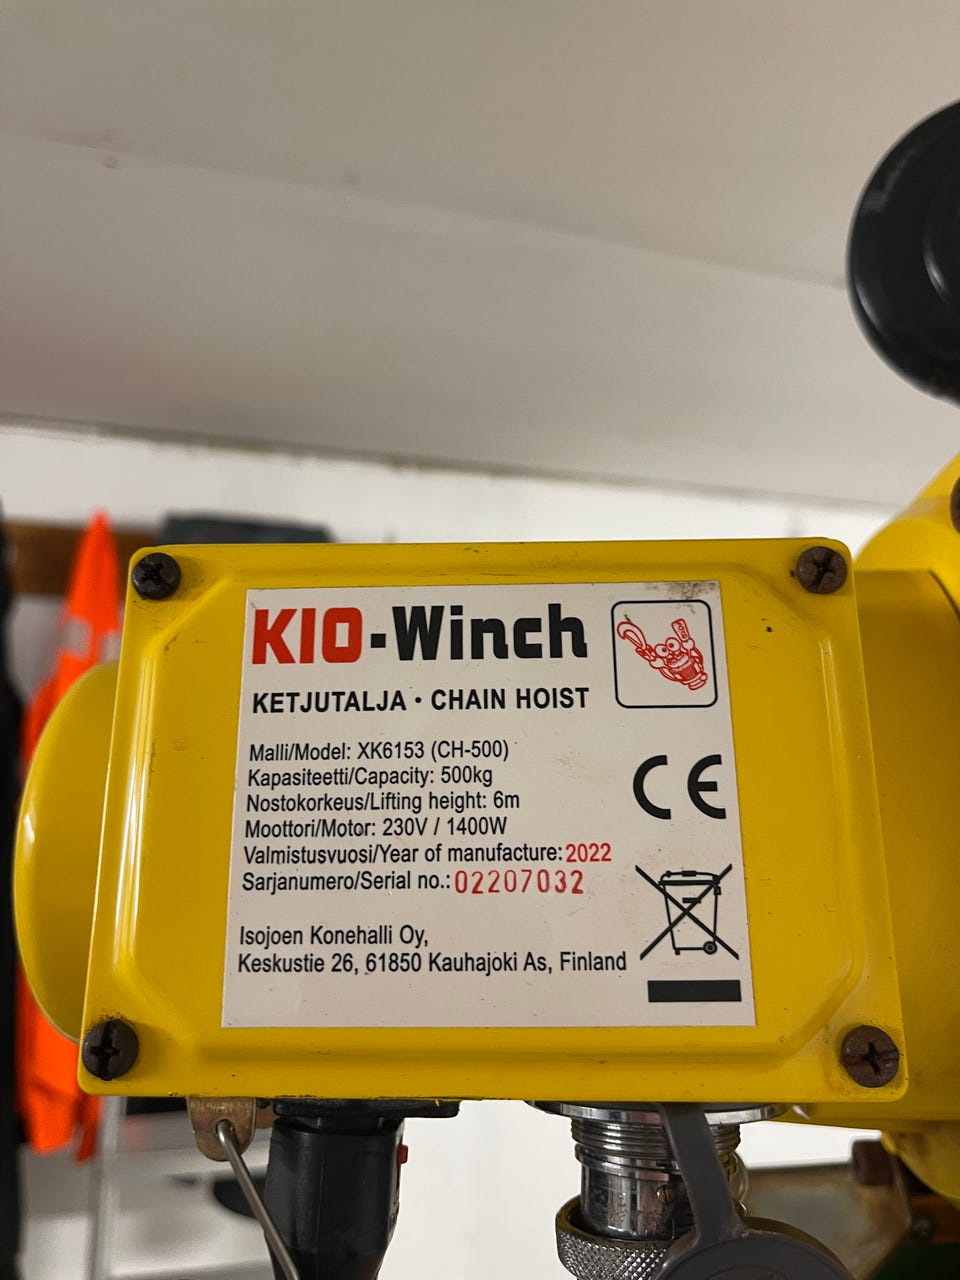 KIO-Winch
KETJUTALJA • CHAIN HOIST
Malli/Model: XK6153 (CH-500)
Kapasiteetti/Capacity: 500kg
Nostokorkeus/Lifting height: 6m
Moottori/Motor: 230V / 1400W
Valmistusvuosi/Year of manufacture: 2022
Sarjanumero/Serial no.: 02207032
Isojoen Konehalli Oy,
Keskustie 26, 61850 Kauhajoki As, Finland
CE